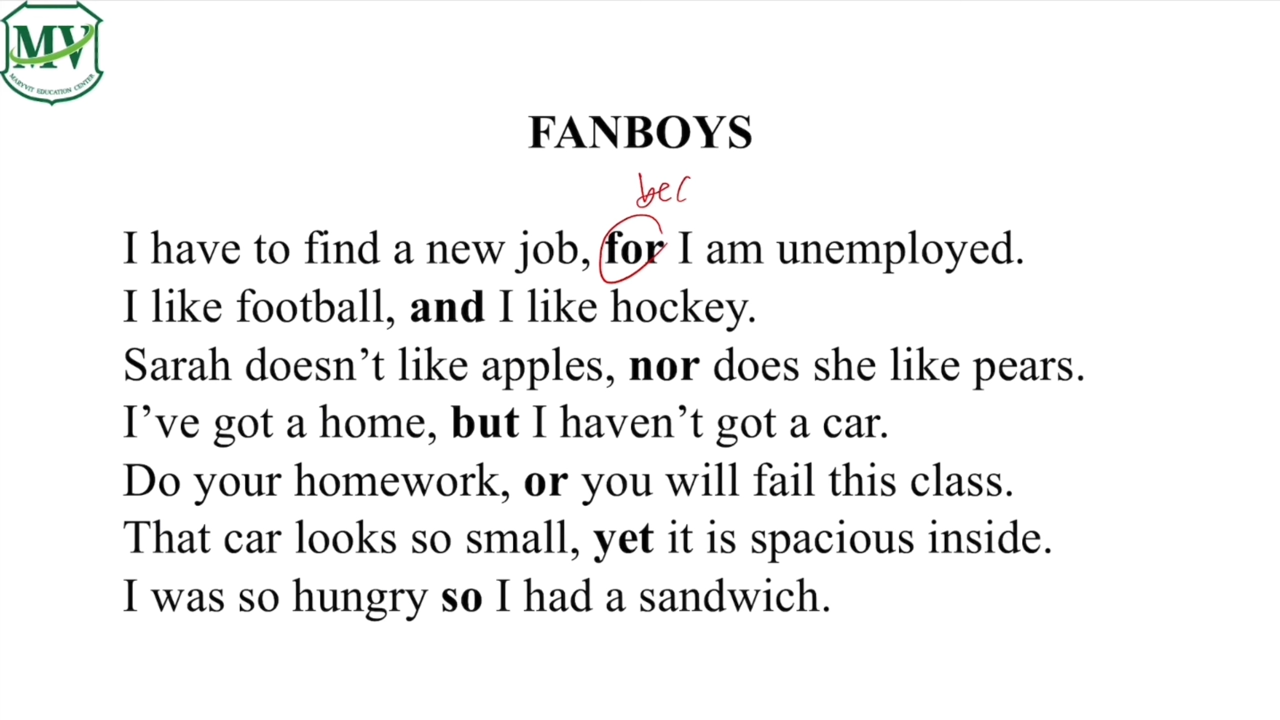 MV
MARYVIT EDUCATION CENTER
FANBOYS
bec
I have to find a new job, for I am unemployed.
I like football, and I like hockey.
Sarah doesn’t like apples, nor does she like pears.
I’ve got a home, but I haven’t got a car.
Do your homework, or you will fail this class.
That car looks so small, yet it is spacious inside.
I was so hungry so I had a sandwich.